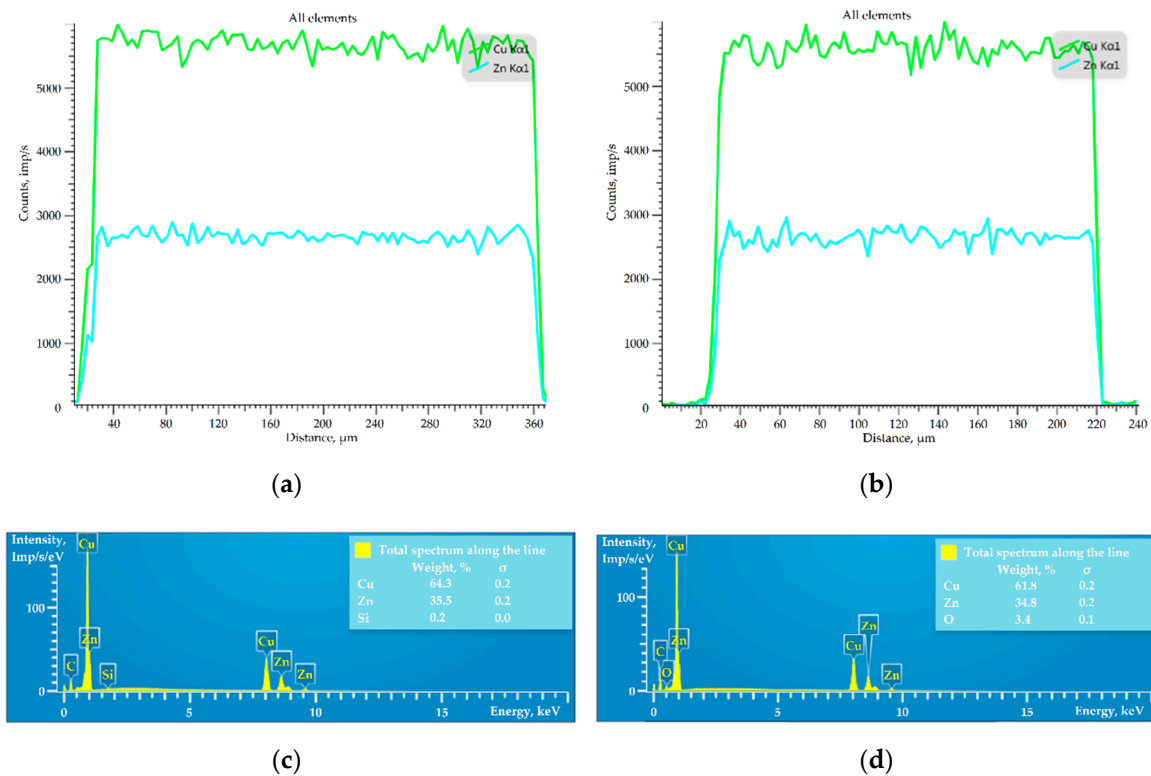 All elements
Cu Kα1
Zn Kα1
Counts, imp/s
5000
4000
3000
2000
1000
0
40 80 120 160 200 240 280 320 360
Distance, μm
(a)
All elements
Cu Kα1
Zn Kα1
Counts, imp/s
5000
4000
3000
2000
1000
0
20 40 60 80 100 120 140 160 180 200 220 240
Distance, μm
(b)
Intensity,
Imp/s/eV
100
0
Cu
Zn
C
Si
Cu
Zn
Zn
Total spectrum along the line
Weight, % σ
Cu 64.3 0.2
Zn 35.5 0.2
Si 0.2 0.0
0 5 10 15
Energy, keV
(c)
Intensity,
Imp/s/eV
100
0
Cu
Zn
C
O
Cu
Zn
Zn
Total spectrum along the line
Weight, % σ
Cu 61.8 0.2
Zn 34.8 0.2
O 3.4 0.1
0 5 10 15
Energy, keV
(d)